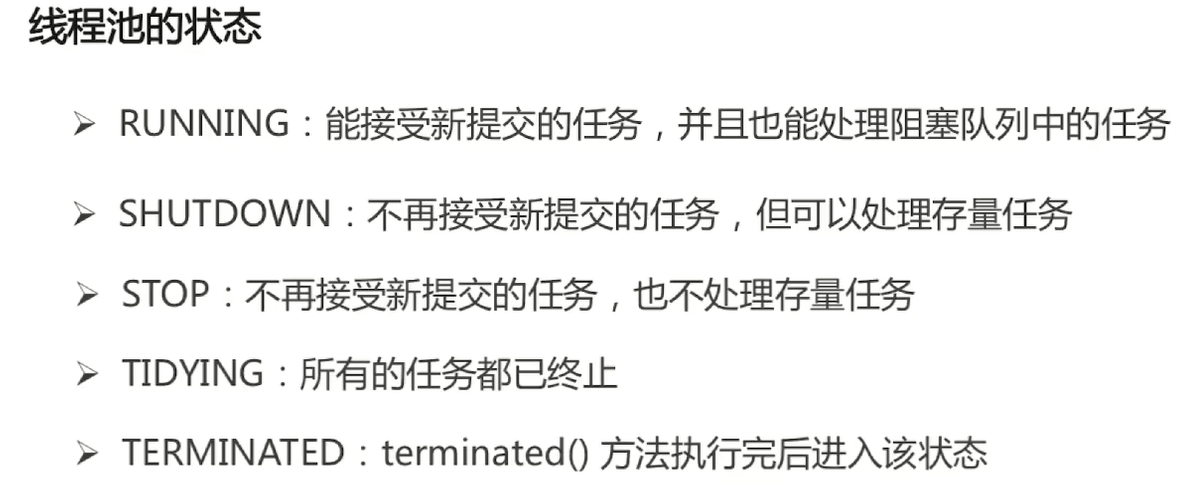 线程池的状态
➢ RUNNING：能接受新提交的任务，并且也能处理阻塞队列中的任务
➢ SHUTDOWN：不再接受新提交的任务，但可以处理存量任务
➢ STOP：不再接受新提交的任务，也不处理存量任务
➢ TIDYING：所有的任务都已终止
➢ TERMINATED：terminated() 方法执行完后进入该状态